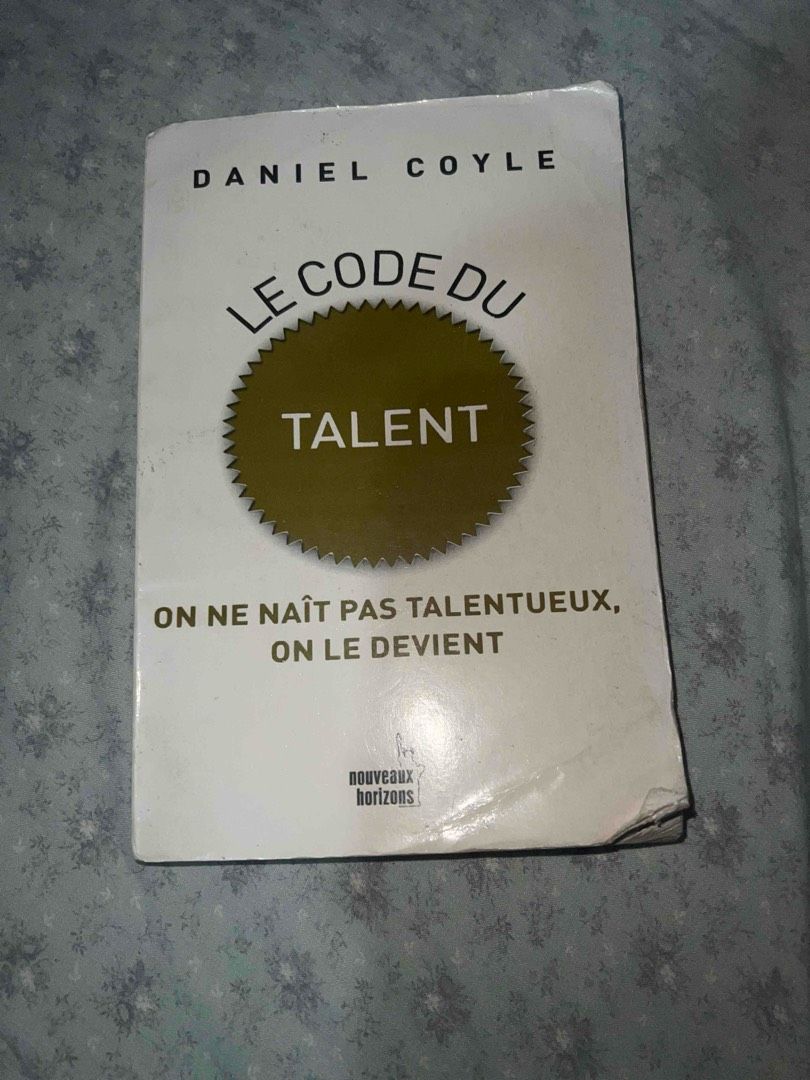 DANIEL COYLE
LE CODE DU
TALENT
ON NE NAÎT PAS TALENTUEUX,
ON LE DEVIENT
nouveaux
horizons